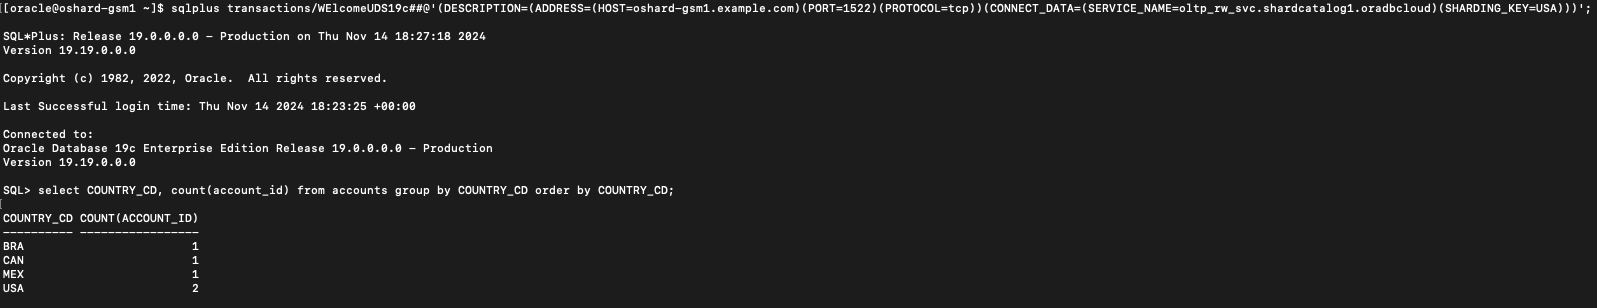 [[oracle@oshard-gsm1 ~]$ sqlplus transactions/WElcomeUDS19c##@'(DESCRIPTION=(ADDRESS=(HOST=oshard-gsm1.example.com)(PORT=1522)(PROTOCOL=tcp))(CONNECT_DATA=(SERVICE_NAME=oltp_rw_svc.shardcatalog1.oradbcloud)(SHARDING_KEY=USA)))';
SQL*Plus: Release 19.0.0.0.0 - Production on Thu Nov 14 18:27:18 2024
Version 19.19.0.0.0
Copyright (c) 1982, 2022, Oracle.  All rights reserved.
Last Successful login time: Thu Nov 14 2024 18:23:25 +00:00
Connected to:
Oracle Database 19c Enterprise Edition Release 19.0.0.0.0 - Production
Version 19.19.0.0.0
SQL> select COUNTRY_CD, count(account_id) from accounts group by COUNTRY_CD order by COUNTRY_CD;
[
COUNTRY_CD COUNT(ACCOUNT_ID)
---------- -----------------
BRA                        1
CAN                        1
MEX                        1
USA                        2